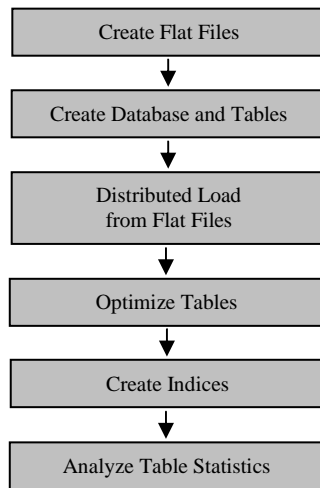 Create Flat Files
Create Database and Tables
Distributed Load
from Flat Files
Optimize Tables
Create Indices
Analyze Table Statistics